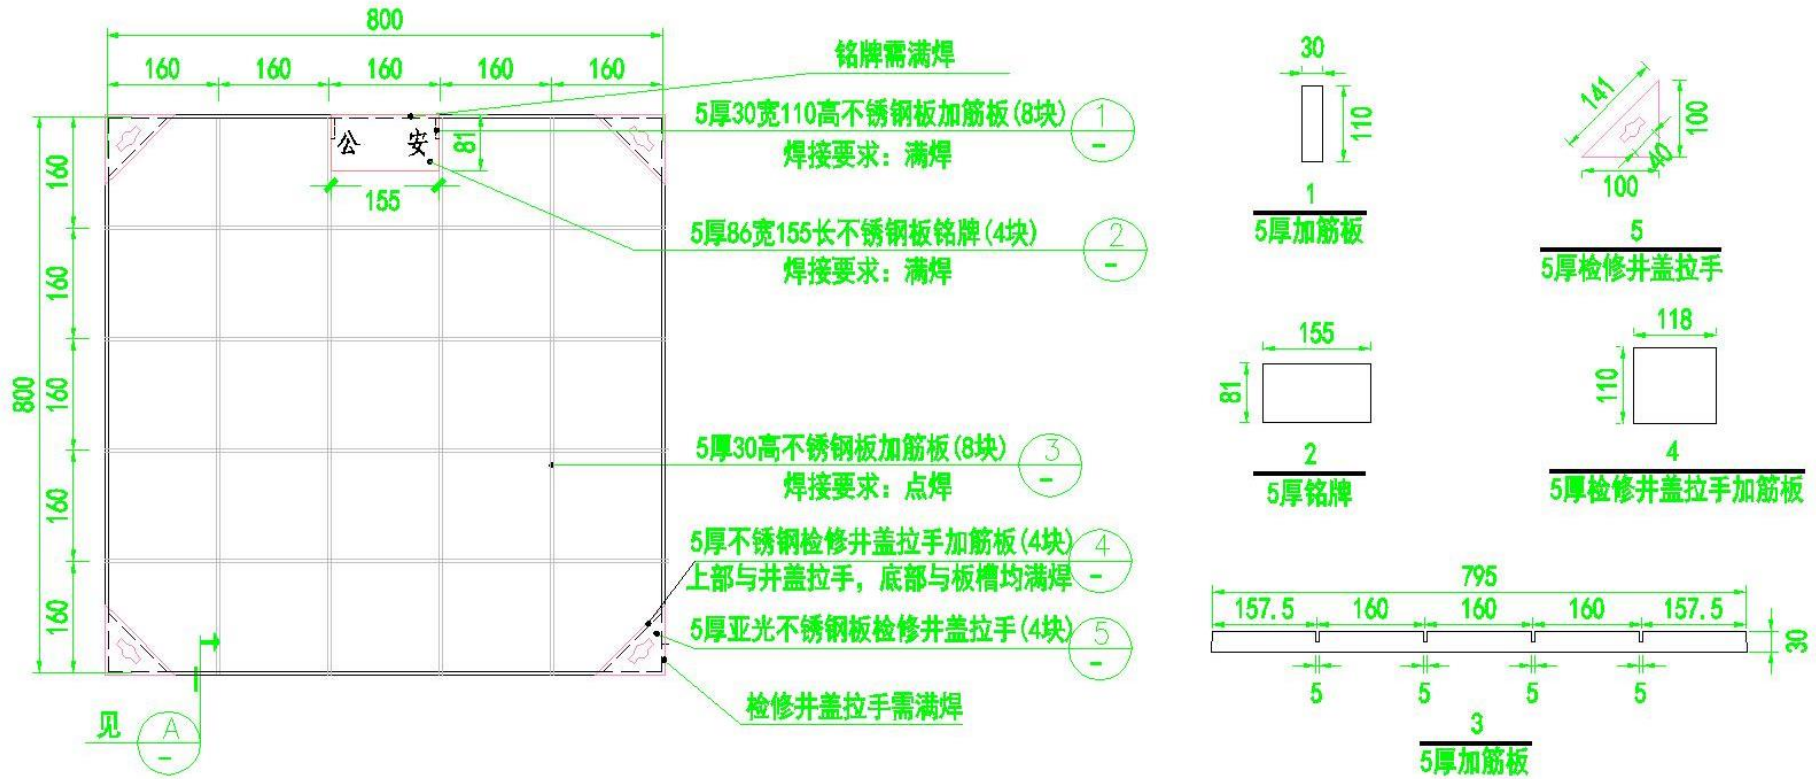 800
160 160 160 160 160
800
160
160
160
160
160
公 安
81
155
铭牌需满焊
5厚30宽110高不锈钢板加筋板(8块)
焊接要求：满焊
1
-
5厚86宽155长不锈钢板铭牌(4块)
焊接要求：满焊
2
-
5厚30高不锈钢板加筋板(8块)
焊接要求：点焊
3
-
5厚不锈钢检修井盖拉手加筋板(4块)
上部与井盖拉手，底部与板槽均满焊
4
-
5厚亚光不锈钢板检修井盖拉手(4块)
5
-
检修井盖拉手需满焊
见
A
-
30
110
1
5厚加筋板
141
100
40
100
5
5厚检修井盖拉手
155
81
2
5厚铭牌
118
110
4
5厚检修井盖拉手加筋板
795
157.5 160 160 160 157.5
30
5 5 5 5
3
5厚加筋板